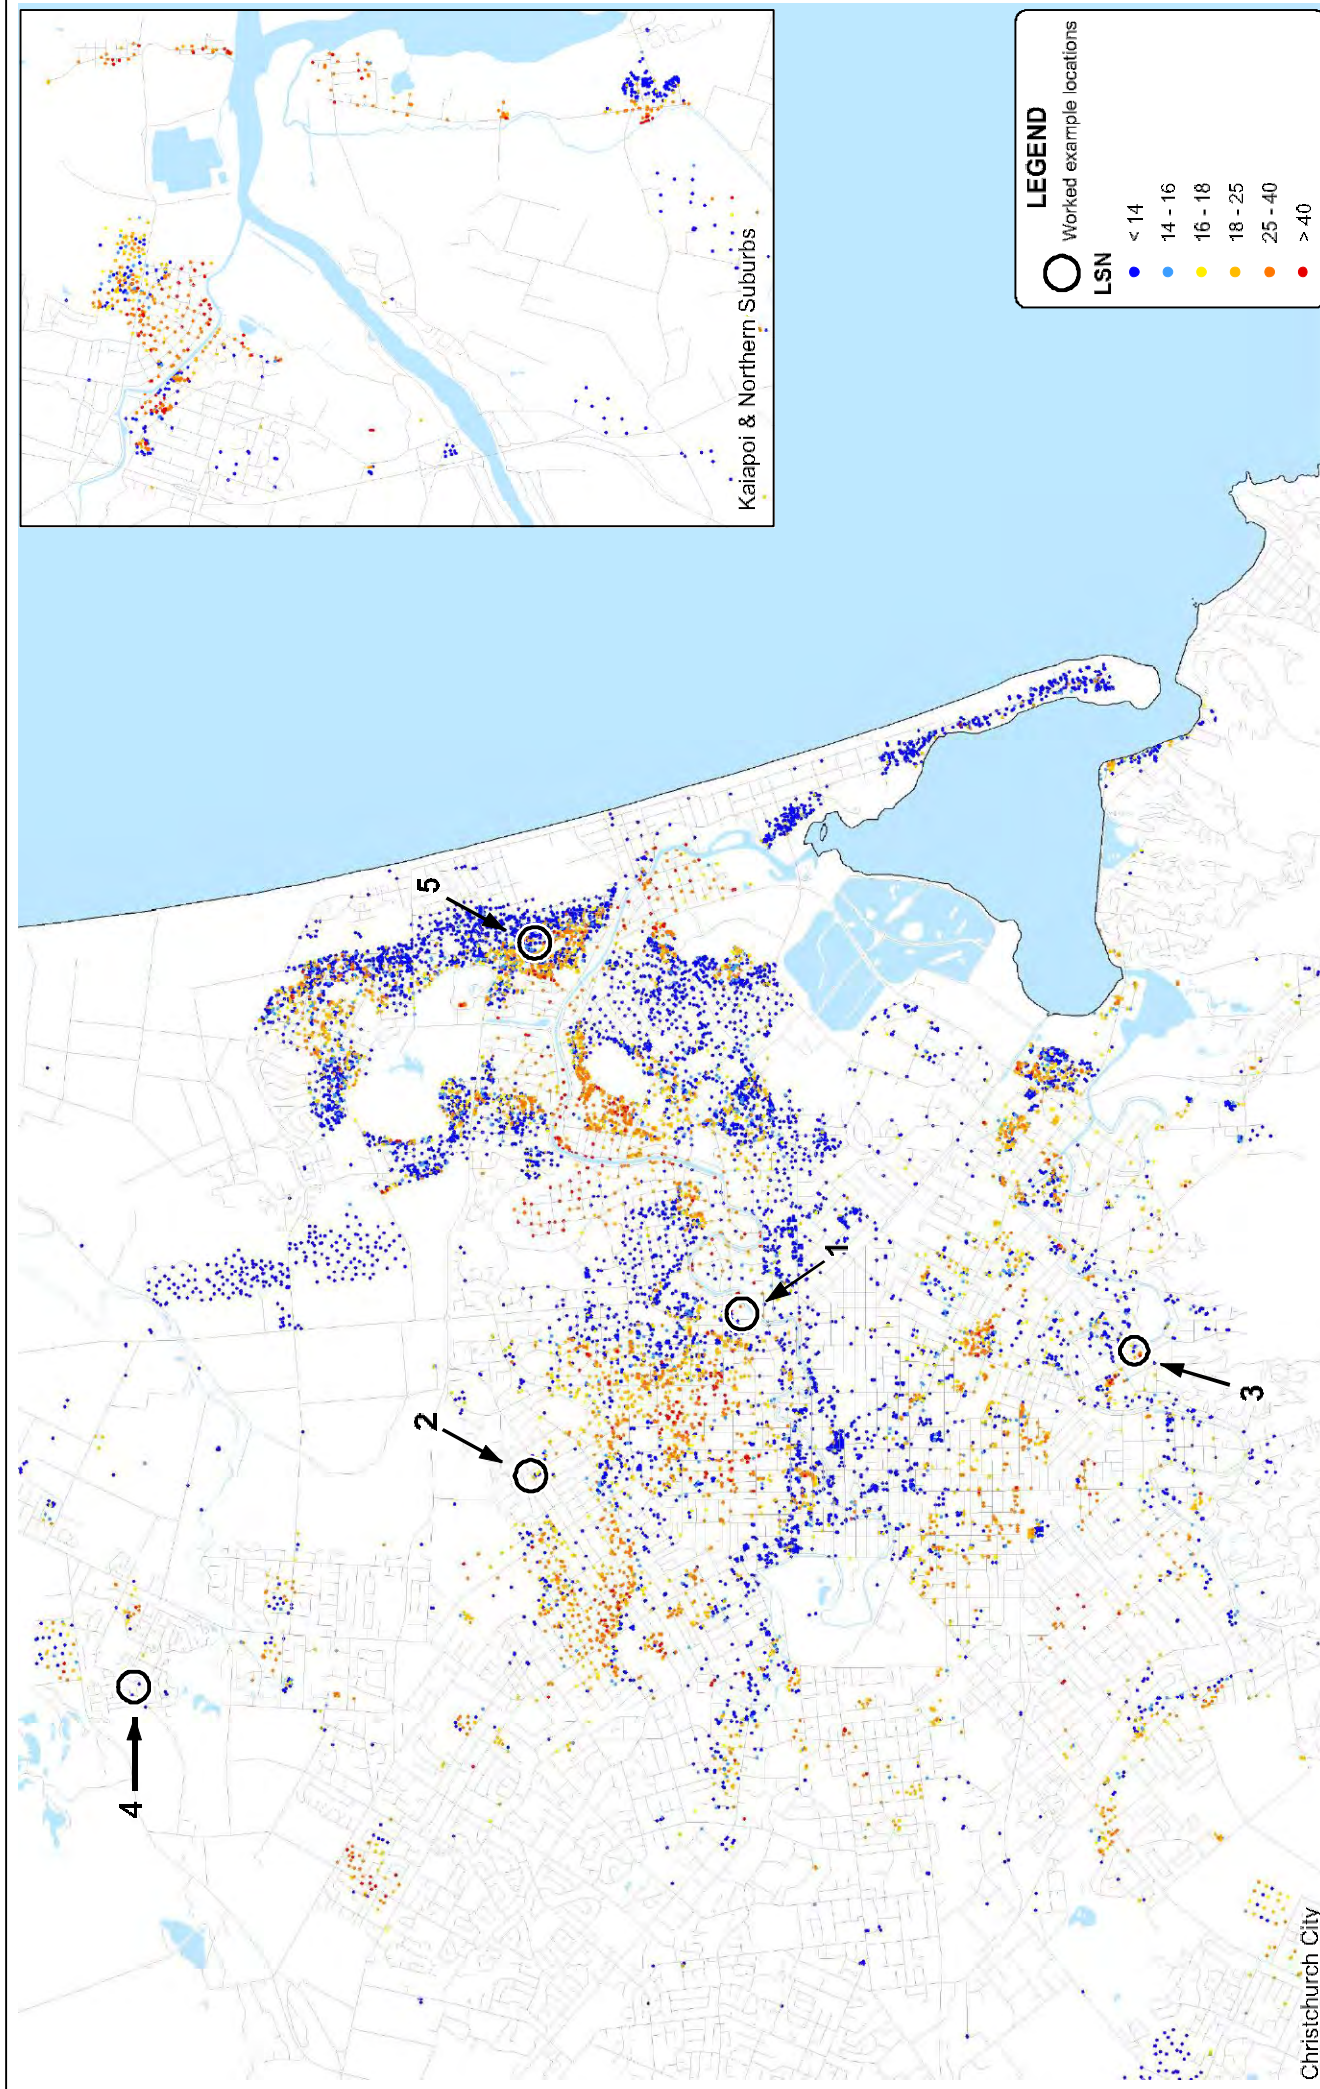 Kaiapoi & Northern Suburbs
LEGEND
Worked example locations
LSN
< 14
14 - 16
16 - 18
18 - 25
25 - 40
> 40
4
2
5
1
3
Christchurch City